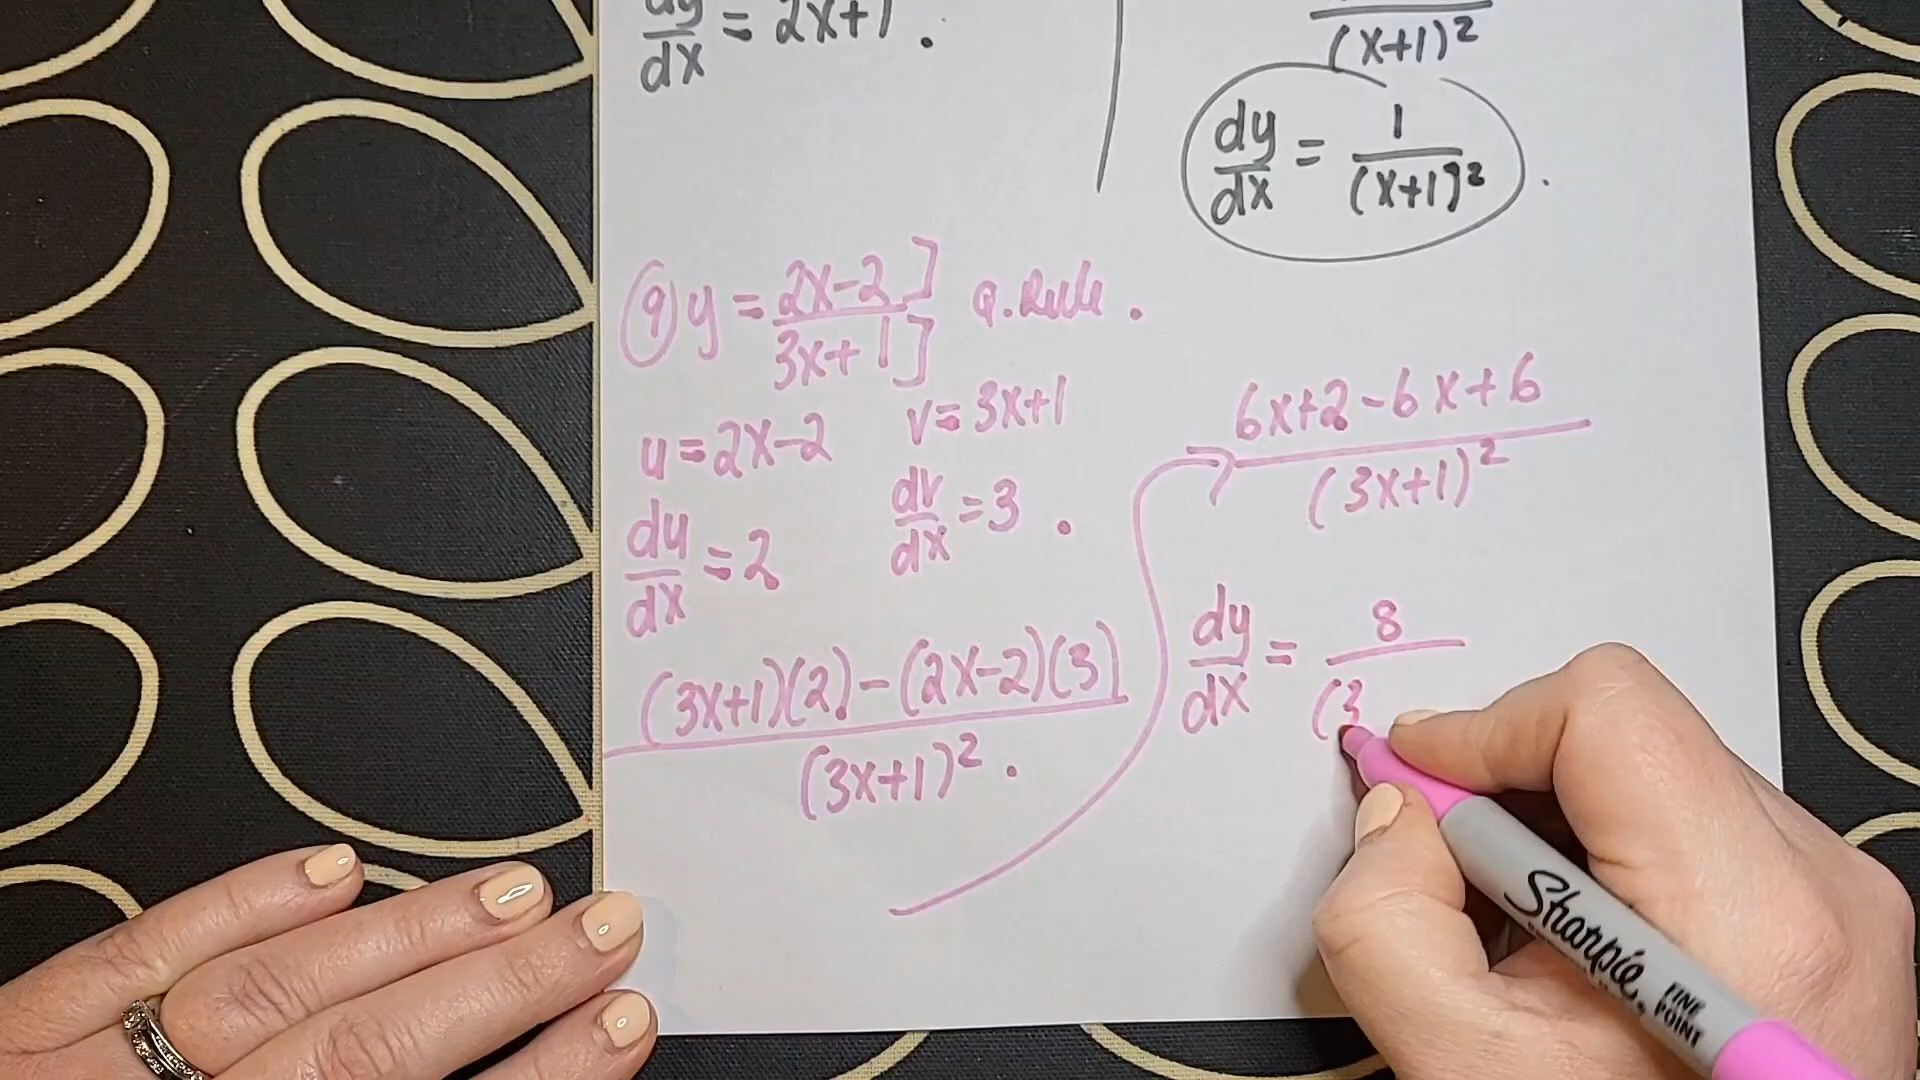 dy/dx = 2x+1.
(x+1)²
dy/dx = 1/(x+1)².
9) y = 2x-2/3x+1 ] ] Q. Rule.
u = 2x-2
v = 3x+1
du/dx = 2
dv/dx = 3.
(3x+1)(2) - (2x-2)(3)
(3x+1)².
6x+2-6x+6
(3x+1)²
dy/dx = 8/(3
Sharpie.
FINE POINT